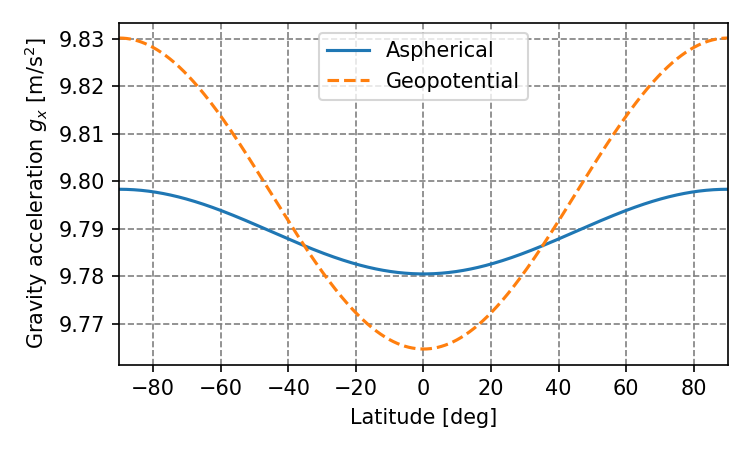 Gravity acceleration gₓ [m/s²]
9.83
9.82
9.81
9.80
9.79
9.78
9.77
Aspherical
Geopotential
−80 −60 −40 −20 0 20 40 60 80
Latitude [deg]